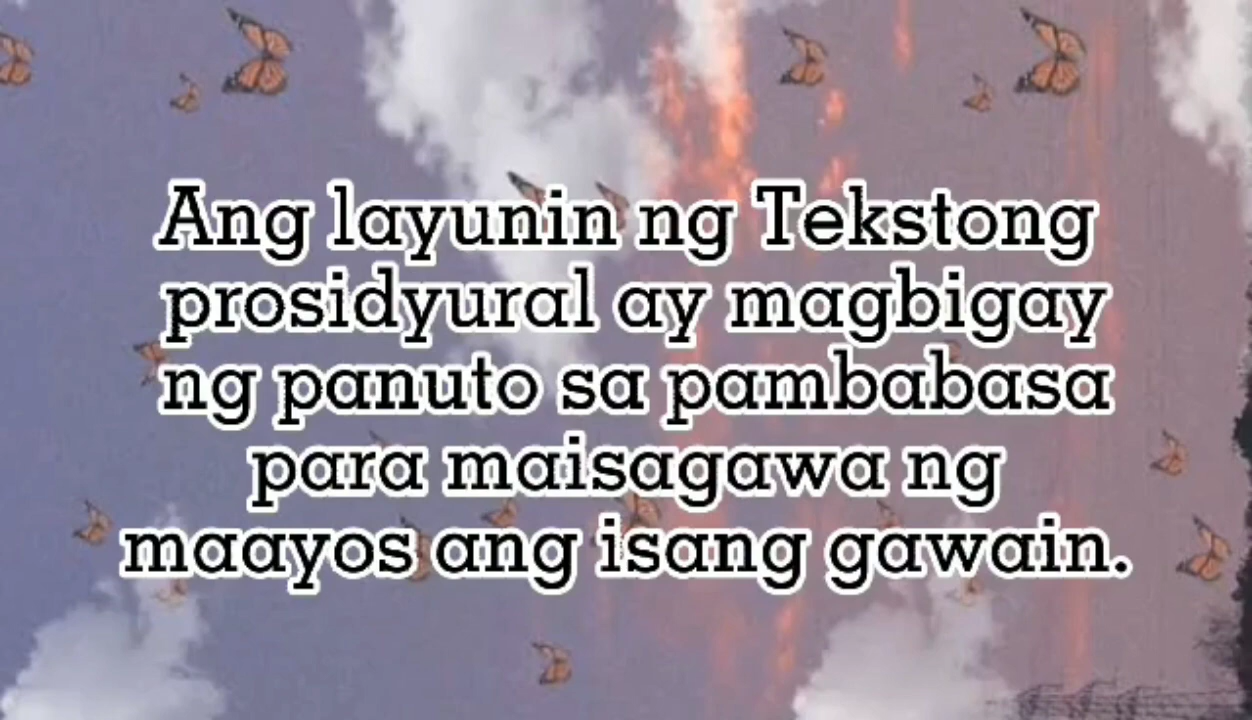 Ang layunin ng Tekstong
prosidyural ay magbigay
ng panuto sa pambabasa
para maisagawa ng
maayos ang isang gawain.